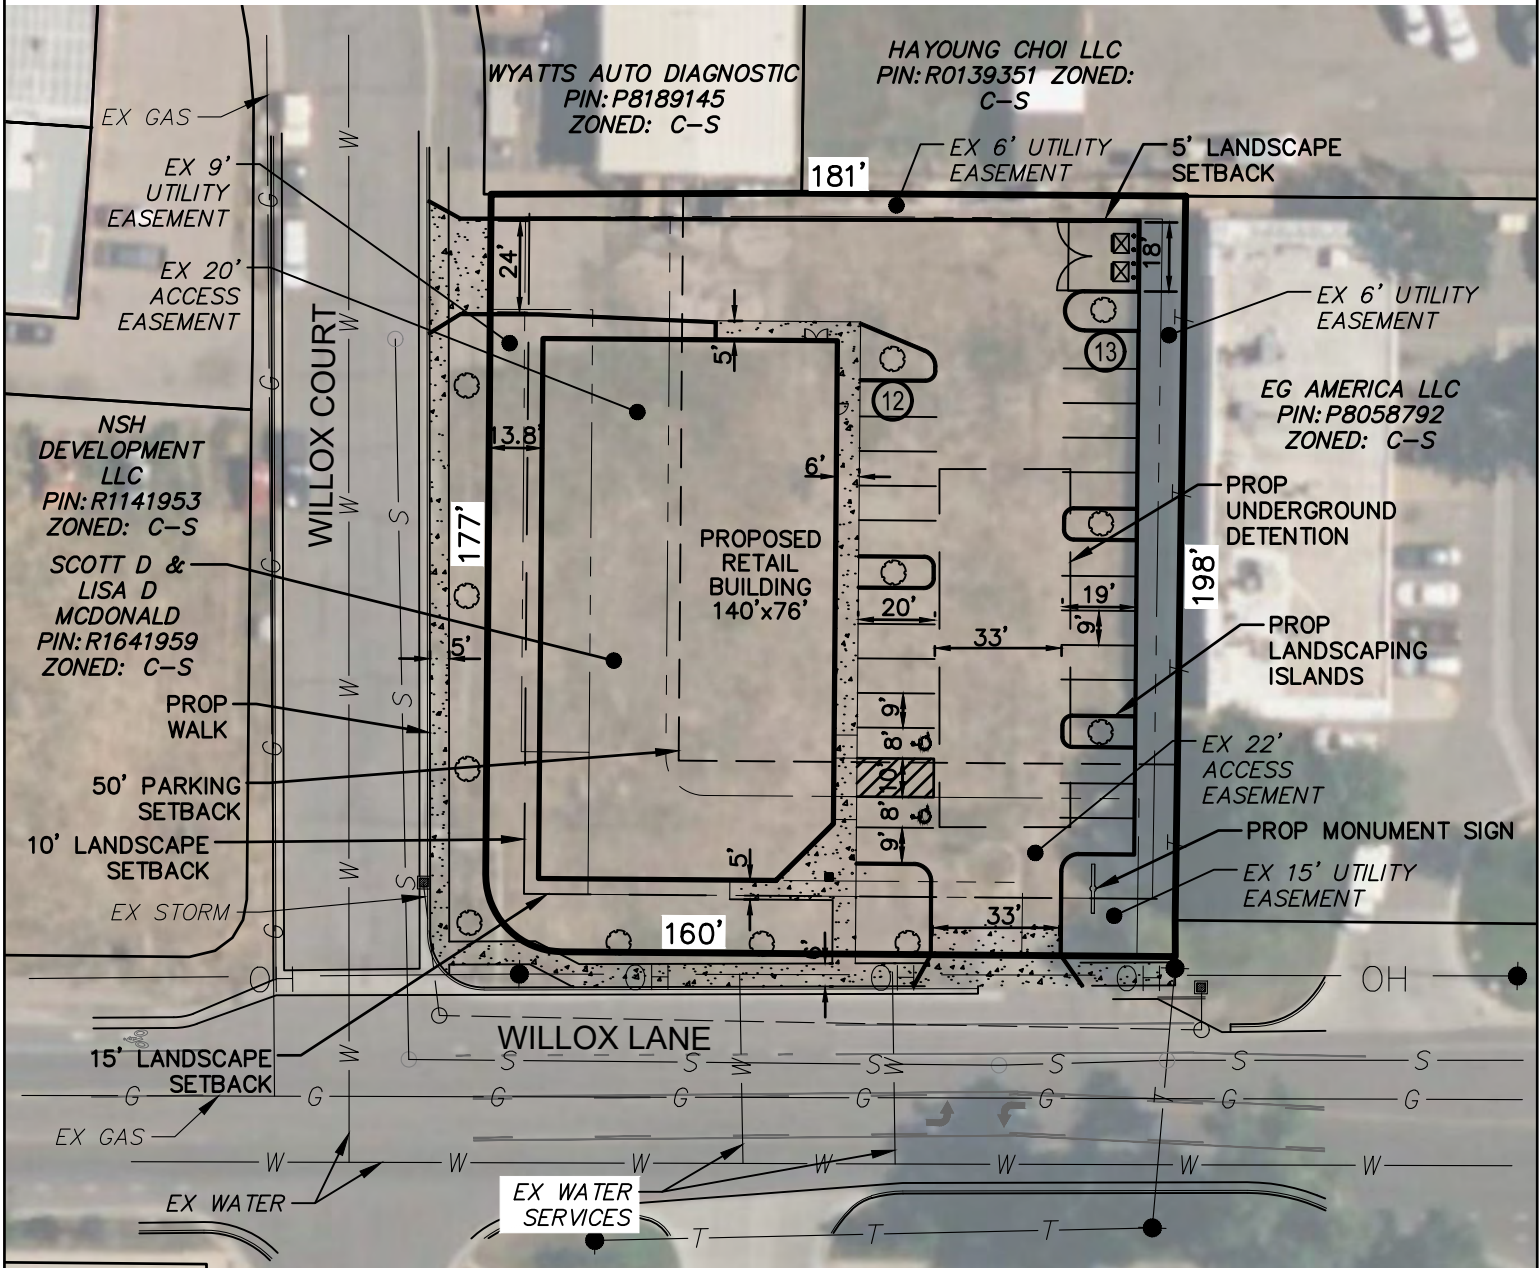 WYATTS AUTO DIAGNOSTIC
PIN: P8189145
ZONED: C-S
HAYOUNG CHOI LLC
PIN: R0139351 ZONED:
C-S
EX GAS
EX 9'
UTILITY
EASEMENT
EX 20'
ACCESS
EASEMENT
181'
EX 6' UTILITY
EASEMENT
5' LANDSCAPE
SETBACK
24'
18'
EX 6' UTILITY
EASEMENT
WILLOX COURT
5'
13
12
13.8'
6'
EG AMERICA LLC
PIN: P8058792
ZONED: C-S
NSH
DEVELOPMENT
LLC
PIN: R1141953
ZONED: C-S
177'
PROPOSED
RETAIL
BUILDING
140'x76'
PROP
UNDERGROUND
DETENTION
198'
SCOTT D &
LISA D
MCDONALD
PIN: R1641959
ZONED: C-S
5'
20'
19'
9'
33'
PROP
LANDSCAPING
ISLANDS
PROP
WALK
9'
8'
10'
8'
9'
EX 22'
ACCESS
EASEMENT
50' PARKING
SETBACK
10' LANDSCAPE
SETBACK
5'
PROP MONUMENT SIGN
EX STORM
EX 15' UTILITY
EASEMENT
160'
33'
6'
OH
OH
OH
OH
OH
WILLOX LANE
15' LANDSCAPE
SETBACK
S S S S S S
G G G G G G G G
EX GAS
W W W W W W W
EX WATER
EX WATER
SERVICES
T T T
G
G
G
G
G
W
W
W
W
W
W
W
S
S
S
W
W
T
T
T
T
T